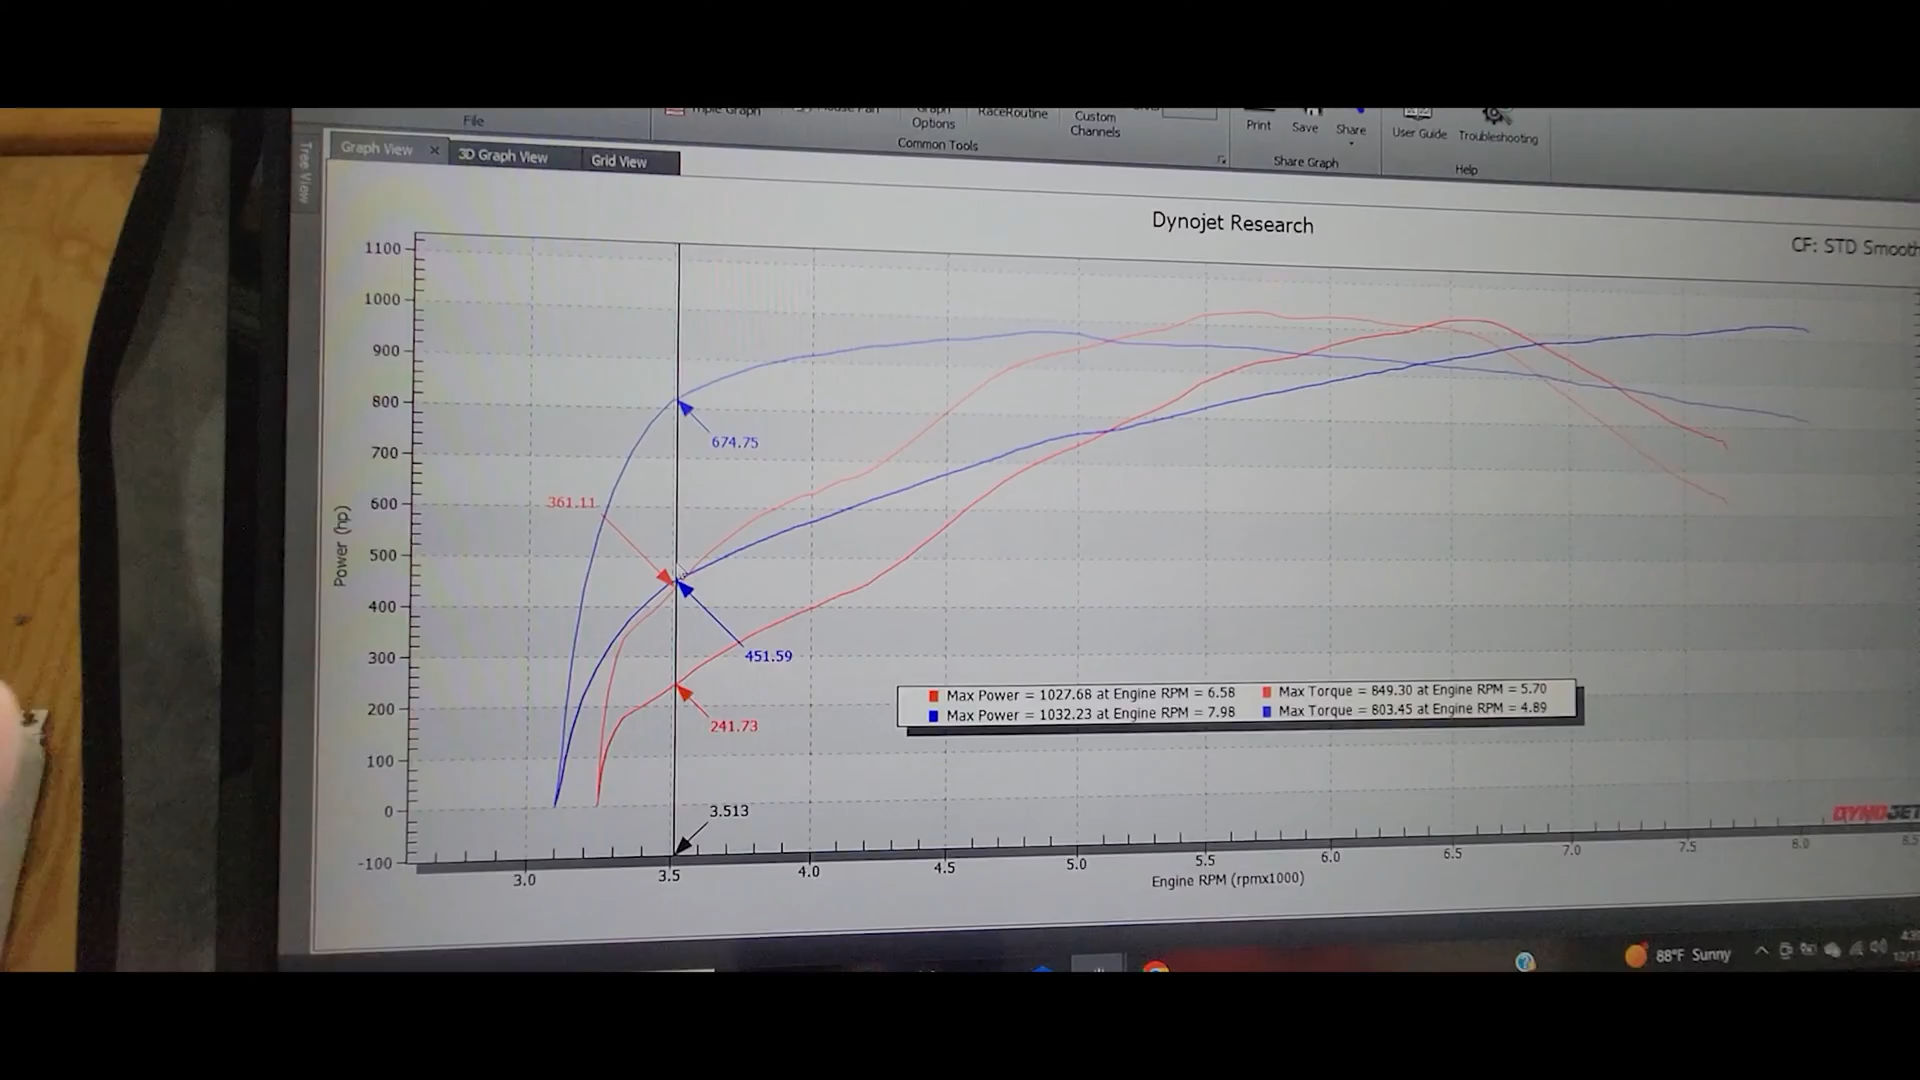 File
Graph
Options
RaceRoutine
Custom
Channels
Common Tools
Print
Save
Share
Share Graph
User Guide
Troubleshooting
Help
Tree View
Graph View
3D Graph View
Grid View
Dynojet Research
CF: STD Smooth
Power (hp)
1100
1000
900
800
700
600
500
400
300
200
100
0
-100
674.75
361.11
451.59
241.73
3.513
Max Power = 1027.68 at Engine RPM = 6.58 Max Torque = 849.30 at Engine RPM = 5.70
Max Power = 1032.23 at Engine RPM = 7.98 Max Torque = 803.45 at Engine RPM = 4.89
DYNOJET
3.0 3.5 4.0 4.5 5.0 5.5 6.0 6.5 7.0 7.5 8.0 8.5
Engine RPM (rpmx1000)
88°F Sunny